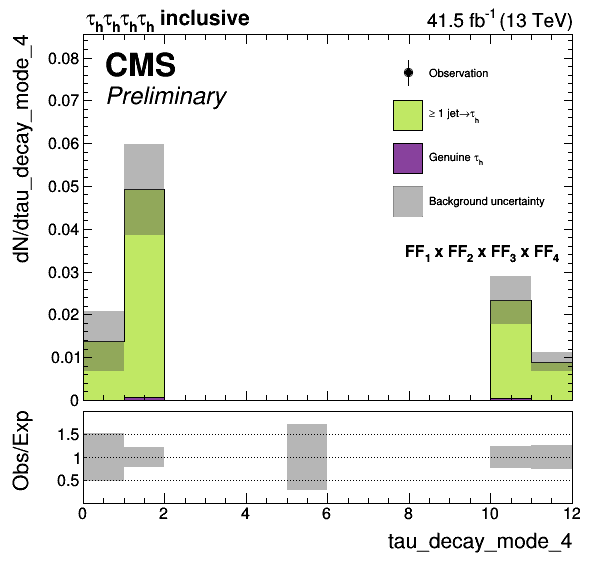 τhτhτhτh inclusive
41.5 fb-1 (13 TeV)
CMS
Preliminary
Observation
≥ 1 jet→τh
Genuine τh
Background uncertainty
FF1 x FF2 x FF3 x FF4
dN/dtau_decay_mode_4
0.08
0.07
0.06
0.05
0.04
0.03
0.02
0.01
0
Obs/Exp
1.5
1
0.5
0 2 4 6 8 10 12
tau_decay_mode_4